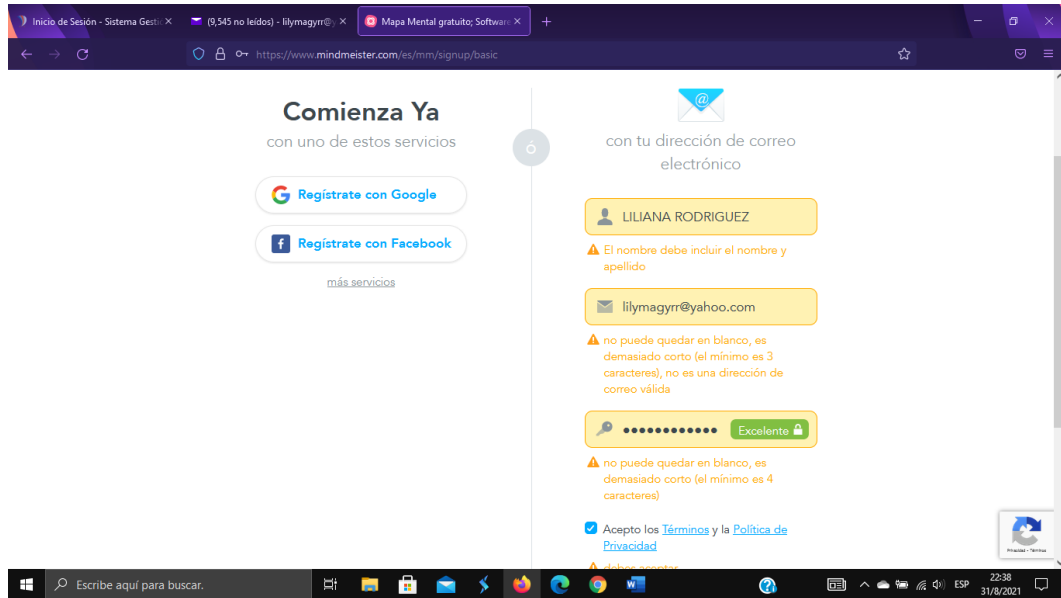 Inicio de Sesión - Sistema Gestió
(9,545 no leídos) - lilymagyrr@y
Mapa Mental gratuito; Software
https://www.mindmeister.com/es/mm/signup/basic
Comienza Ya
con uno de estos servicios
Regístrate con Google
Regístrate con Facebook
más servicios
ó
@
con tu dirección de correo
electrónico
LILIANA RODRIGUEZ
El nombre debe incluir el nombre y
apellido
lilymagyrr@yahoo.com
no puede quedar en blanco, es
demasiado corto (el mínimo es 3
caracteres), no es una dirección de
correo válida
Excelente
no puede quedar en blanco, es
demasiado corto (el mínimo es 4
caracteres)
Acepto los Términos y la Política de
Privacidad
debes aceptar
Privacidad - Términos
Escribe aquí para buscar.
ESP
22:38
31/8/2021